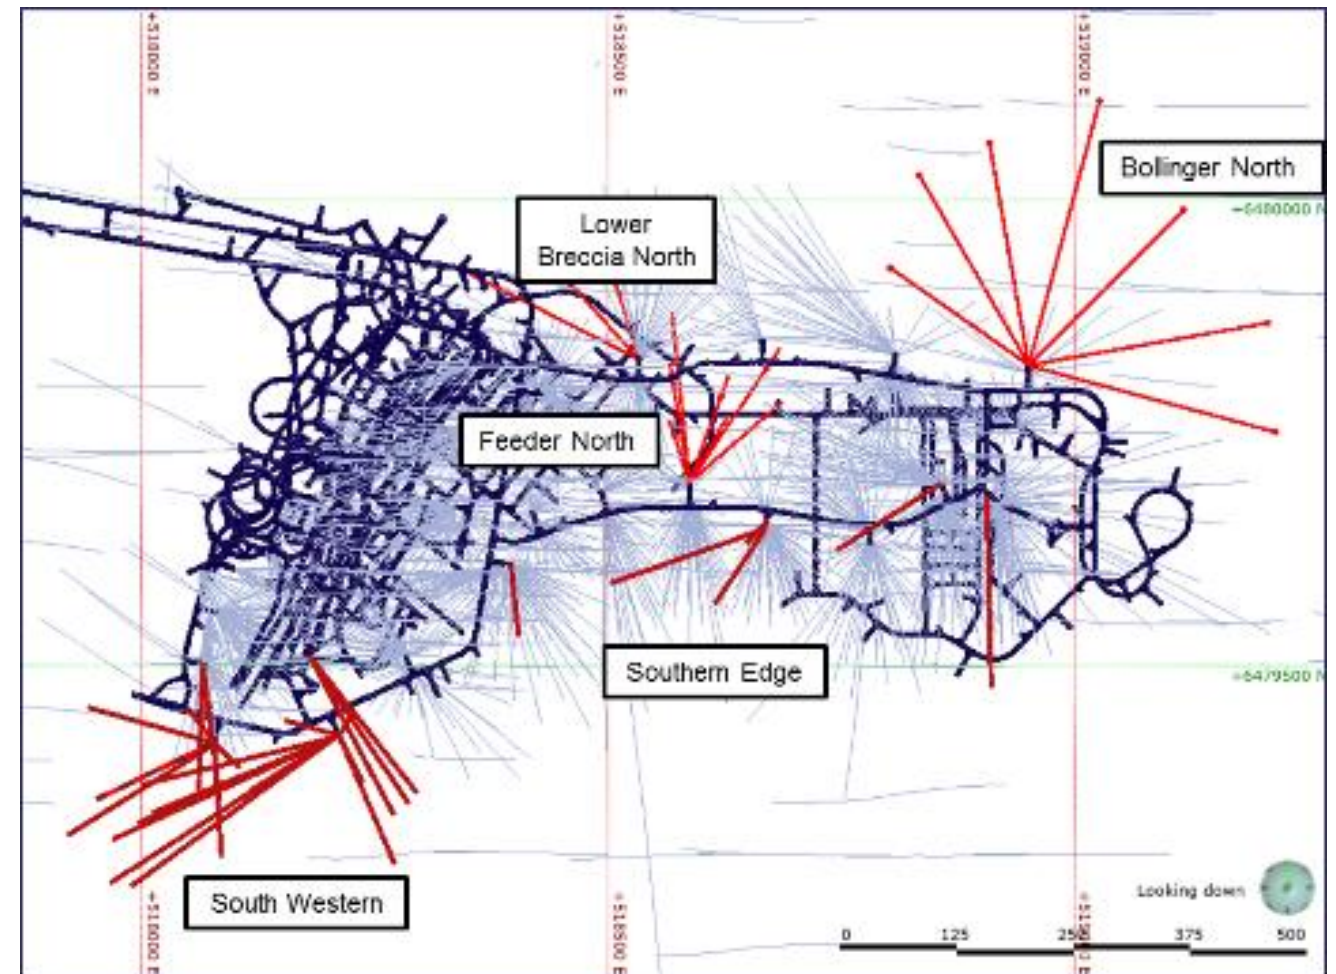 +518000 E
+518500 E
+519000 E
Bollinger North
+6480000 N
Lower
Breccia North
Feeder North
Southern Edge
+6479500 N
South Western
Looking down
0 125 250 375 500
+518000 E
+518500 E